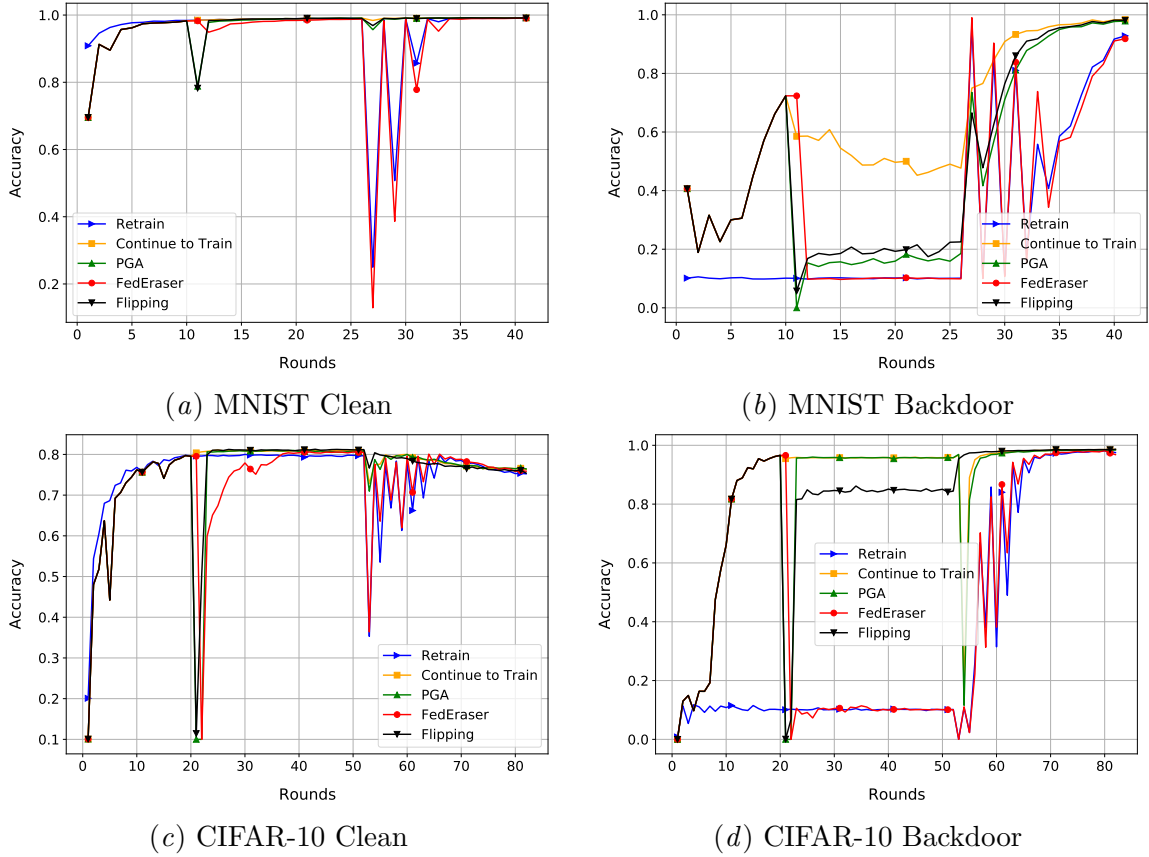 1.0
0.8
0.6
0.4
0.2
Accuracy
0 5 10 15 20 25 30 35 40
Rounds
Retrain
Continue to Train
PGA
FedEraser
Flipping
(a) MNIST Clean
1.0
0.8
0.6
0.4
0.2
0.0
Accuracy
0 5 10 15 20 25 30 35 40
Rounds
Retrain
Continue to Train
PGA
FedEraser
Flipping
(b) MNIST Backdoor
0.8
0.7
0.6
0.5
0.4
0.3
0.2
0.1
Accuracy
0 10 20 30 40 50 60 70 80
Rounds
Retrain
Continue to Train
PGA
FedEraser
Flipping
(c) CIFAR-10 Clean
1.0
0.8
0.6
0.4
0.2
0.0
Accuracy
0 10 20 30 40 50 60 70 80
Rounds
Retrain
Continue to Train
PGA
FedEraser
Flipping
(d) CIFAR-10 Backdoor